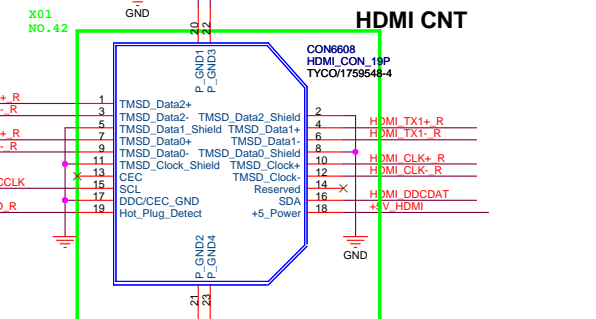 GND
X01
NO.42
HDMI CNT
20
22
P_GND1
P_GND3
CON6608
HDMI_CON_19P
TYCO/1759548-4
+_R
1
TMSD_Data2+
-_R
3
TMSD_Data2-
TMSD_Data2_Shield
2
5
TMSD_Data1_Shield
TMSD_Data1+
4
HDMI_TX1+_R
+_R
7
TMSD_Data0+
TMSD_Data1-
6
HDMI_TX1-_R
-_R
9
TMSD_Data0-
TMSD_Data0_Shield
8
11
TMSD_Clock_Shield
TMSD_Clock+
10
HDMI_CLK+_R
13
CEC
TMSD_Clock-
12
HDMI_CLK-_R
CCLK
15
SCL
Reserved
14
17
DDC/CEC_GND
SDA
16
HDMI_DDCDAT
_R
19
Hot_Plug_Detect
+5_Power
18
+5V_HDMI
GND
P_GND2
P_GND4
21
23